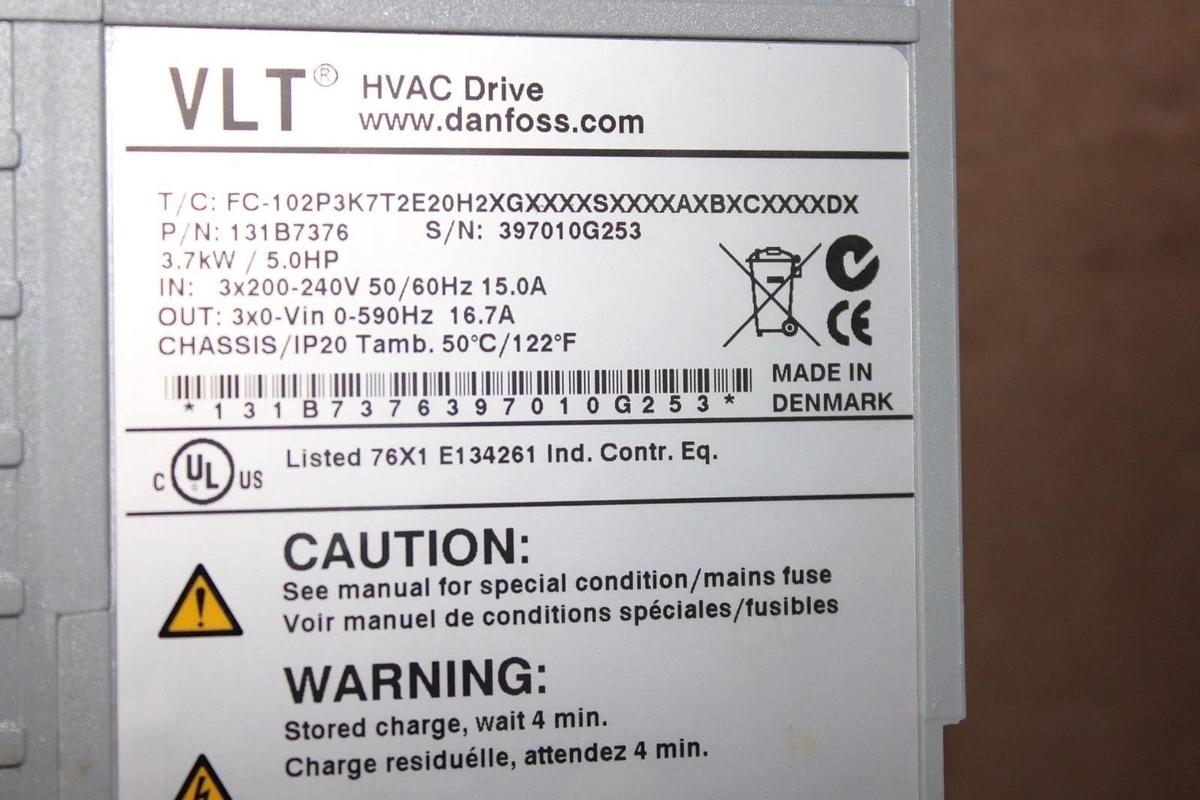 VLT® HVAC Drive
www.danfoss.com
T/C: FC-102P3K7T2E20H2XGXXXXSXXXXAXBXCXXXXDX
P/N: 131B7376 S/N: 397010G253
3.7kW / 5.0HP
IN: 3x200-240V 50/60Hz 15.0A
OUT: 3x0-Vin 0-590Hz 16.7A
CHASSIS/IP20 Tamb. 50°C/122°F
CE
*131B7376397010G253*
MADE IN
DENMARK
C UL US Listed 76X1 E134261 Ind. Contr. Eq.
CAUTION:
See manual for special condition/mains fuse
Voir manuel de conditions spéciales/fusibles
WARNING:
Stored charge, wait 4 min.
Charge residuélle, attendez 4 min.